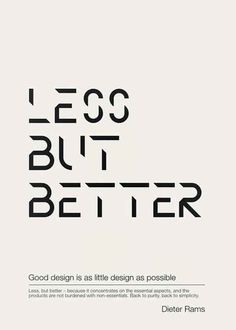 LESS
BUT
BETTER
Good design is as little design as possible
Less, but better – because it concentrates on the essential aspects, and the
products are not burdened with non-essentials. Back to purity, back to simplicity.
Dieter Rams